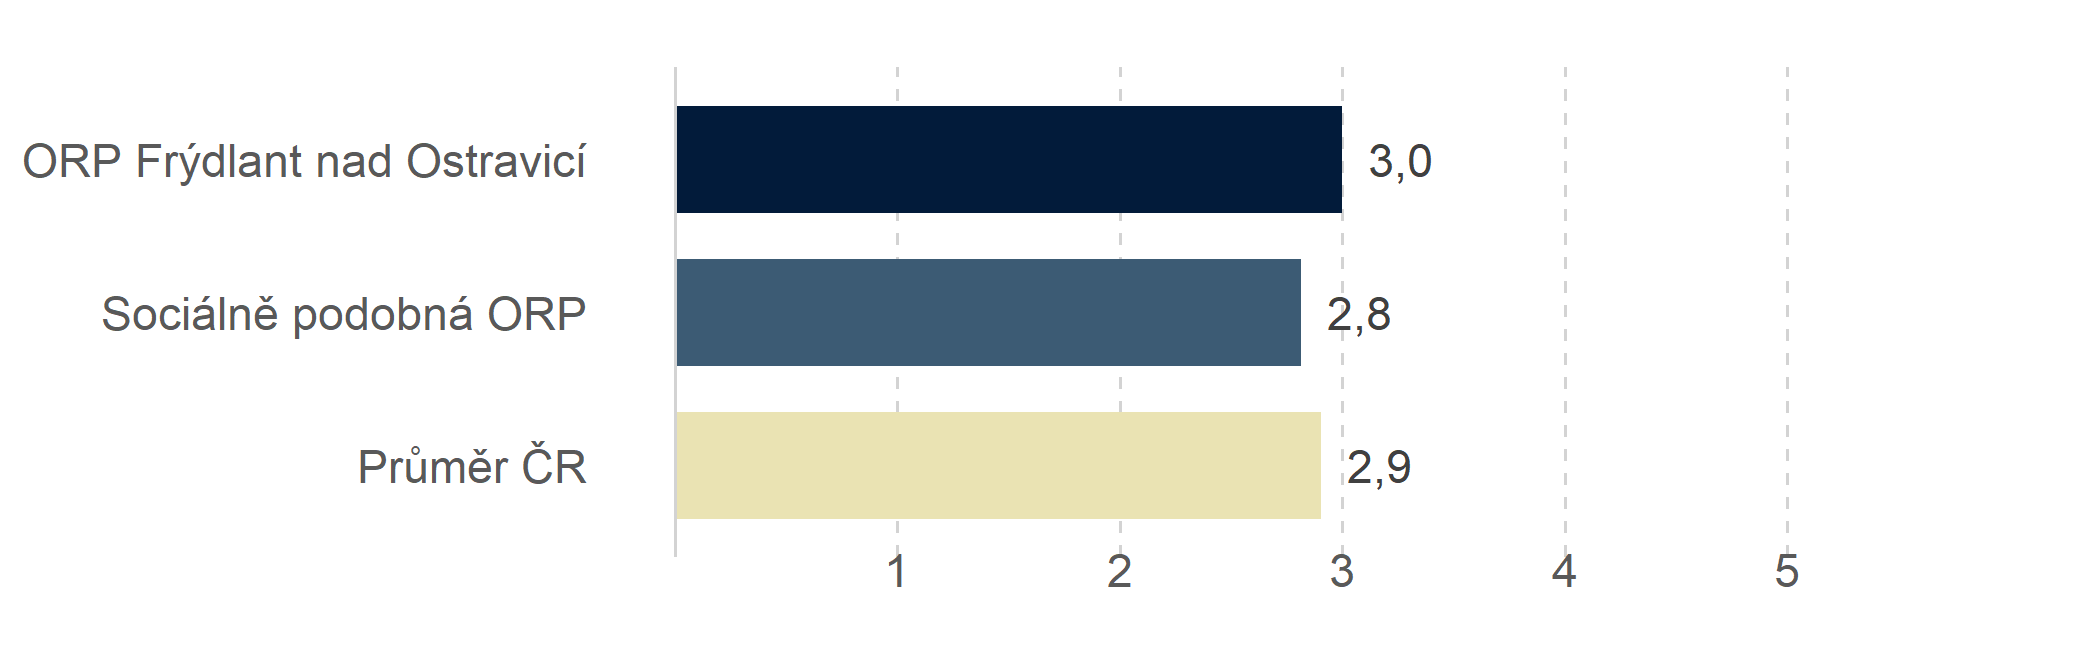 ORP Frýdlant nad Ostravicí
3,0
Sociálně podobná ORP
2,8
Průměr ČR
2,9
1 2 3 4 5